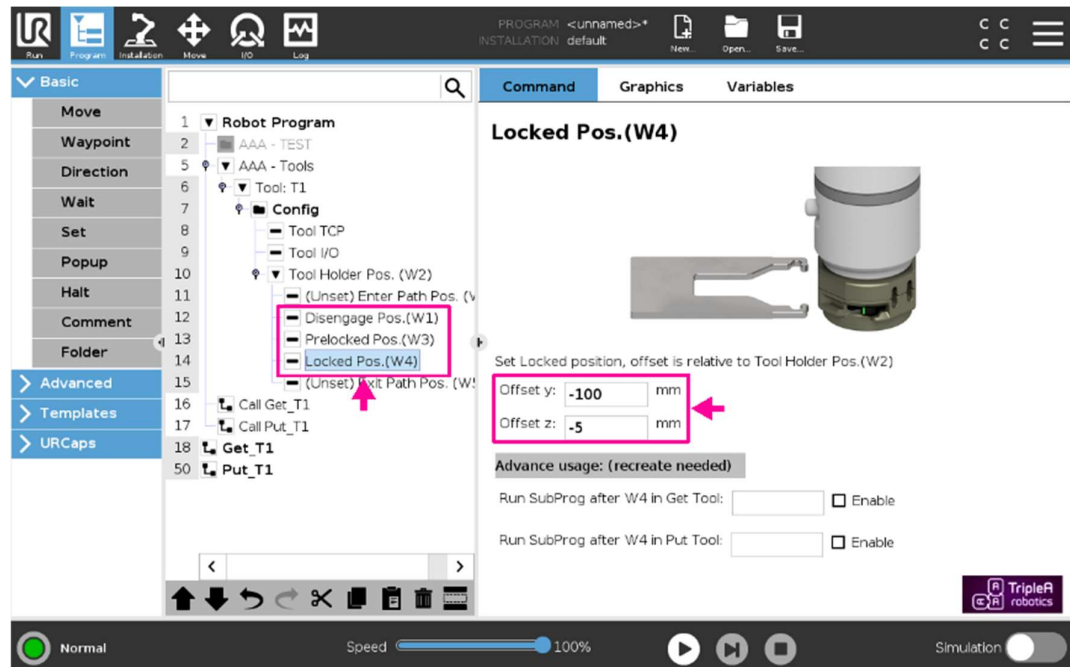 UR
Run
Program
Installation
Move
I/O
Log
PROGRAM <unnamed>*
INSTALLATION default
New...
Open...
Save...
C C
C C
Basic
Move
Waypoint
Direction
Wait
Set
Popup
Halt
Comment
Folder
Advanced
Templates
URCaps
1 Robot Program
2 AAA - TEST
5 AAA - Tools
6 Tool: T1
7 Config
8 Tool TCP
9 Tool I/O
10 Tool Holder Pos. (W2)
11 (Unset) Enter Path Pos. (W
12 Disengage Pos.(W1)
13 Prelocked Pos.(W3)
14 Locked Pos.(W4)
15 (Unset) Exit Path Pos. (W5
16 Call Get_T1
17 Call Put_T1
18 Get_T1
50 Put_T1
Command Graphics Variables
Locked Pos.(W4)
Set Locked position, offset is relative to Tool Holder Pos.(W2)
Offset y: -100 mm
Offset z: -5 mm
Advance usage: (recreate needed)
Run SubProg after W4 in Get Tool: Enable
Run SubProg after W4 in Put Tool: Enable
TripleA
robotics
Normal
Speed 100%
Simulation